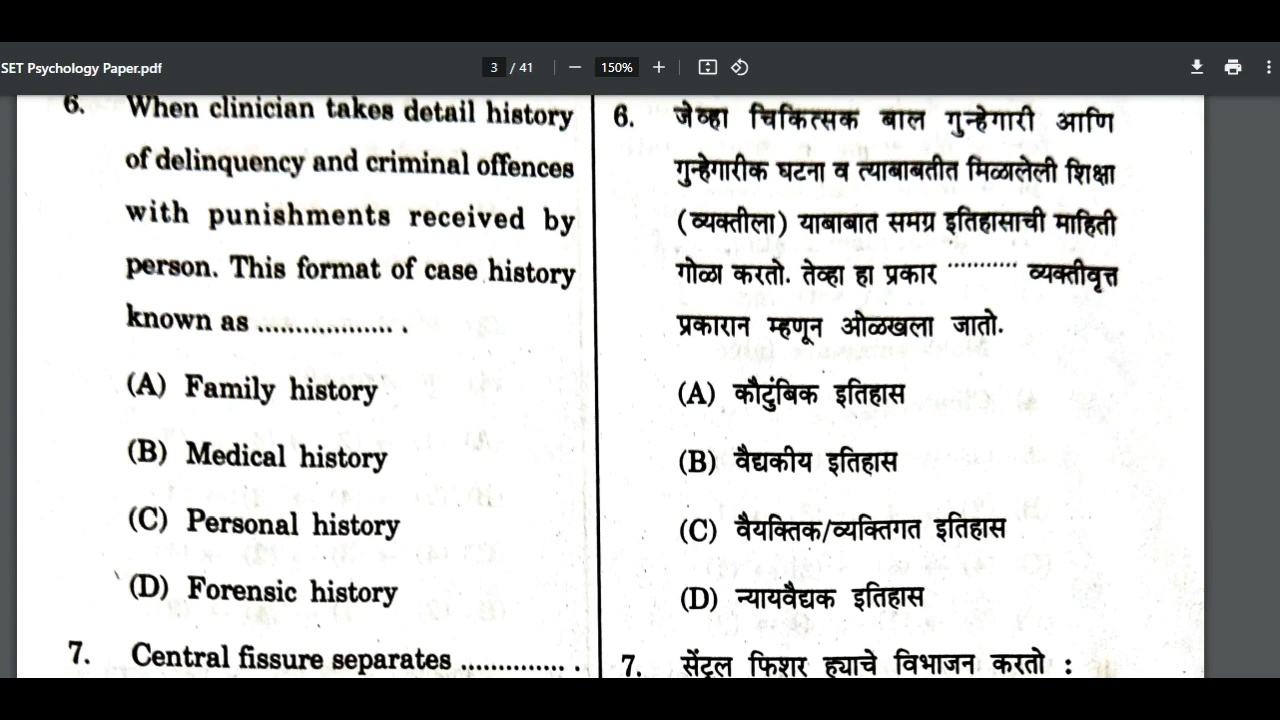 SET Psychology Paper.pdf
3 / 41
150%
6. When clinician takes detail history
of delinquency and criminal offences
with punishments received by
person. This format of case history
known as .................. .
(A) Family history
(B) Medical history
(C) Personal history
(D) Forensic history
7. Central fissure separates .............. .
6. जेव्हा चिकित्सक बाल गुन्हेगारी आणि
गुन्हेगारीक घटना व त्याबाबतीत मिळालेली शिक्षा
(व्यक्तीला) याबाबात समग्र इतिहासाची माहिती
गोळा करतो. तेव्हा हा प्रकार ........... व्यक्तीवृत्त
प्रकारान म्हणून ओळखला जातो.
(A) कौटुंबिक इतिहास
(B) वैद्यकीय इतिहास
(C) वैयक्तिक/व्यक्तिगत इतिहास
(D) न्यायवैद्यक इतिहास
7. सेंट्रल फिशर ह्याचे विभाजन करतो :